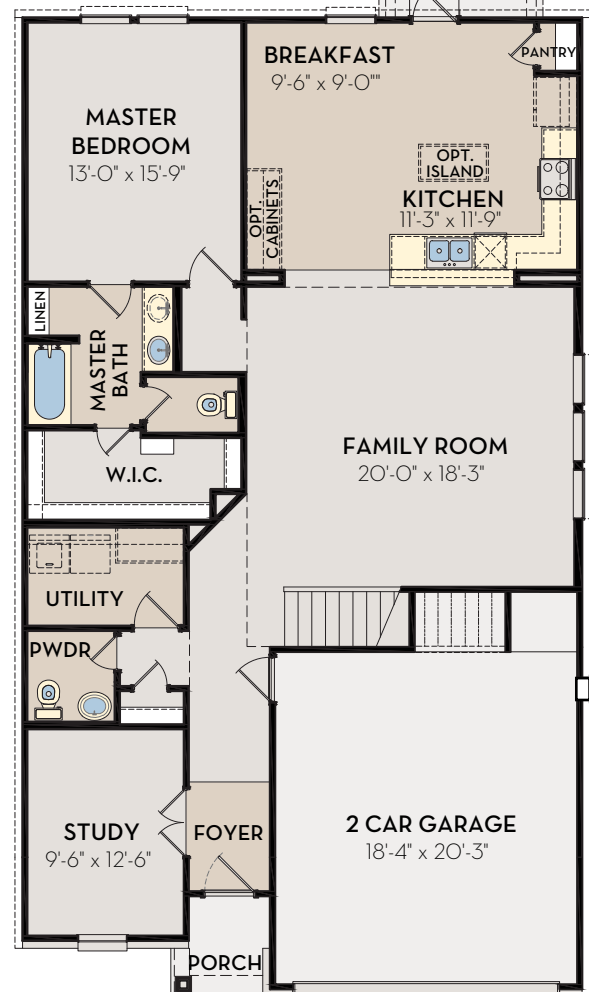 BREAKFAST
9'-6" x 9'-0""
PANTRY
MASTER
BEDROOM
13'-0" x 15'-9"
OPT.
ISLAND
KITCHEN
11'-3" x 11'-9"
OPT.
CABINETS
LINEN
MASTER
BATH
FAMILY ROOM
20'-0" x 18'-3"
W.I.C.
UTILITY
PWDR
STUDY
9'-6" x 12'-6"
FOYER
2 CAR GARAGE
18'-4" x 20'-3"
PORCH